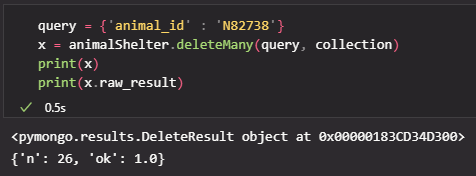 query = {'animal_id' : 'N82738'}
x = animalShelter.deleteMany(query, collection)
print(x)
print(x.raw_result)
0.5s
<pymongo.results.DeleteResult object at 0x00000183CD34D300>
{'n': 26, 'ok': 1.0}